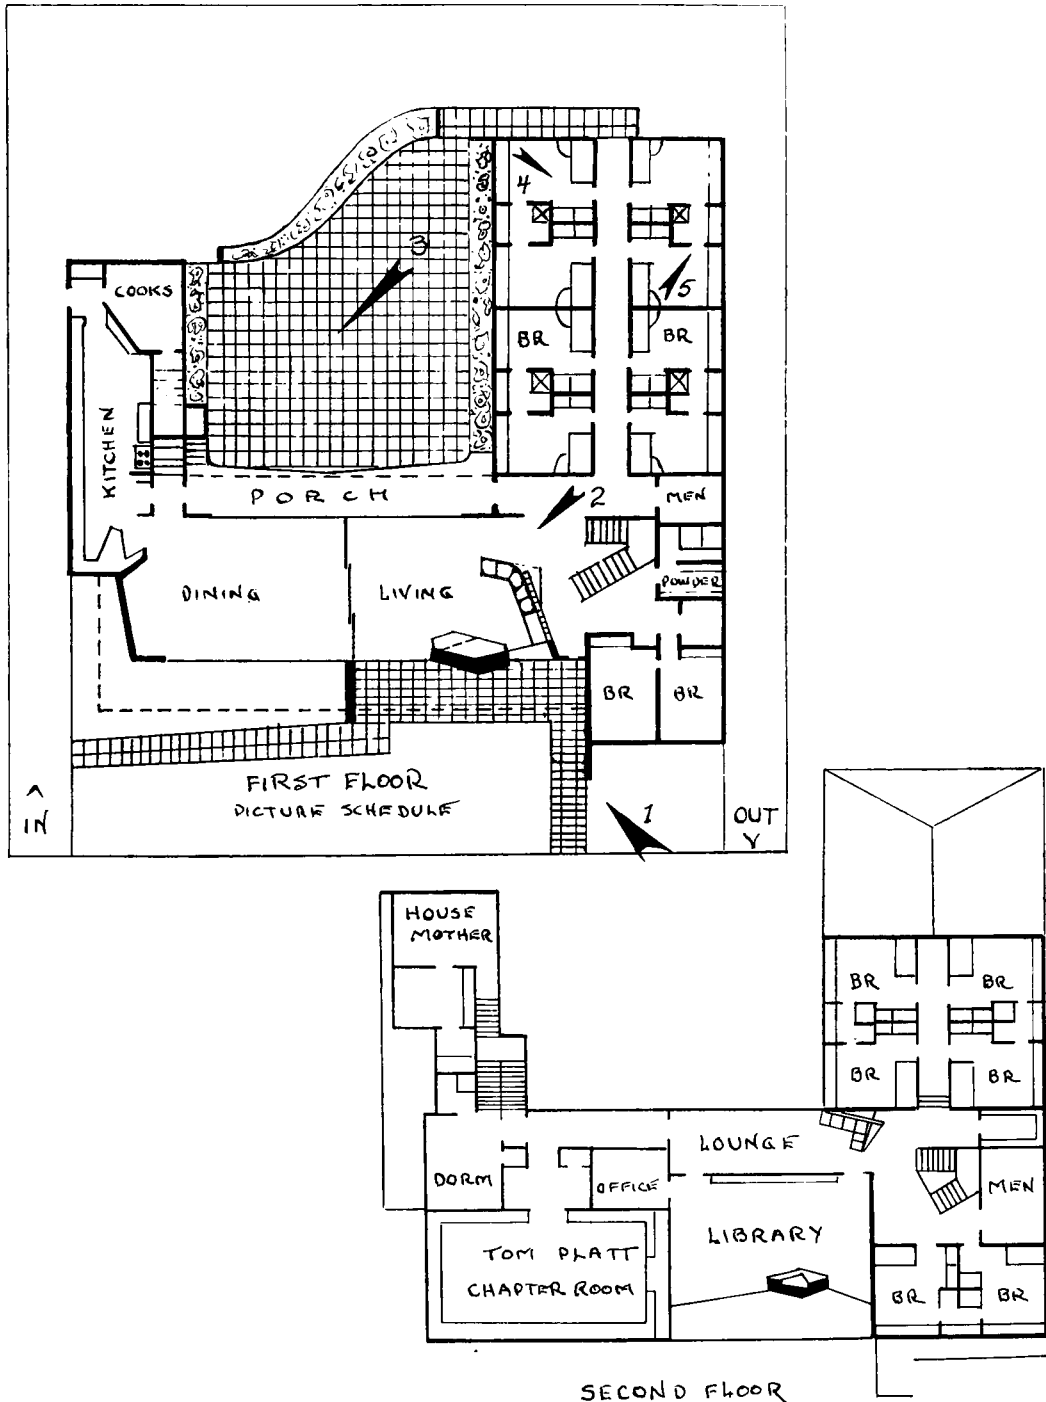 3
4
COOKS
5
BR
BR
KITCHEN
PORCH
2
MEN
DINING
LIVING
POWDER
BR
BR
FIRST FLOOR
PICTURE SCHEDULE
^
IN
1
OUT
V
HOUSE
MOTHER
BR
BR
BR
BR
LOUNGE
DORM
OFFICE
MEN
LIBRARY
TOM PLATT
CHAPTER ROOM
BR
BR
SECOND FLOOR